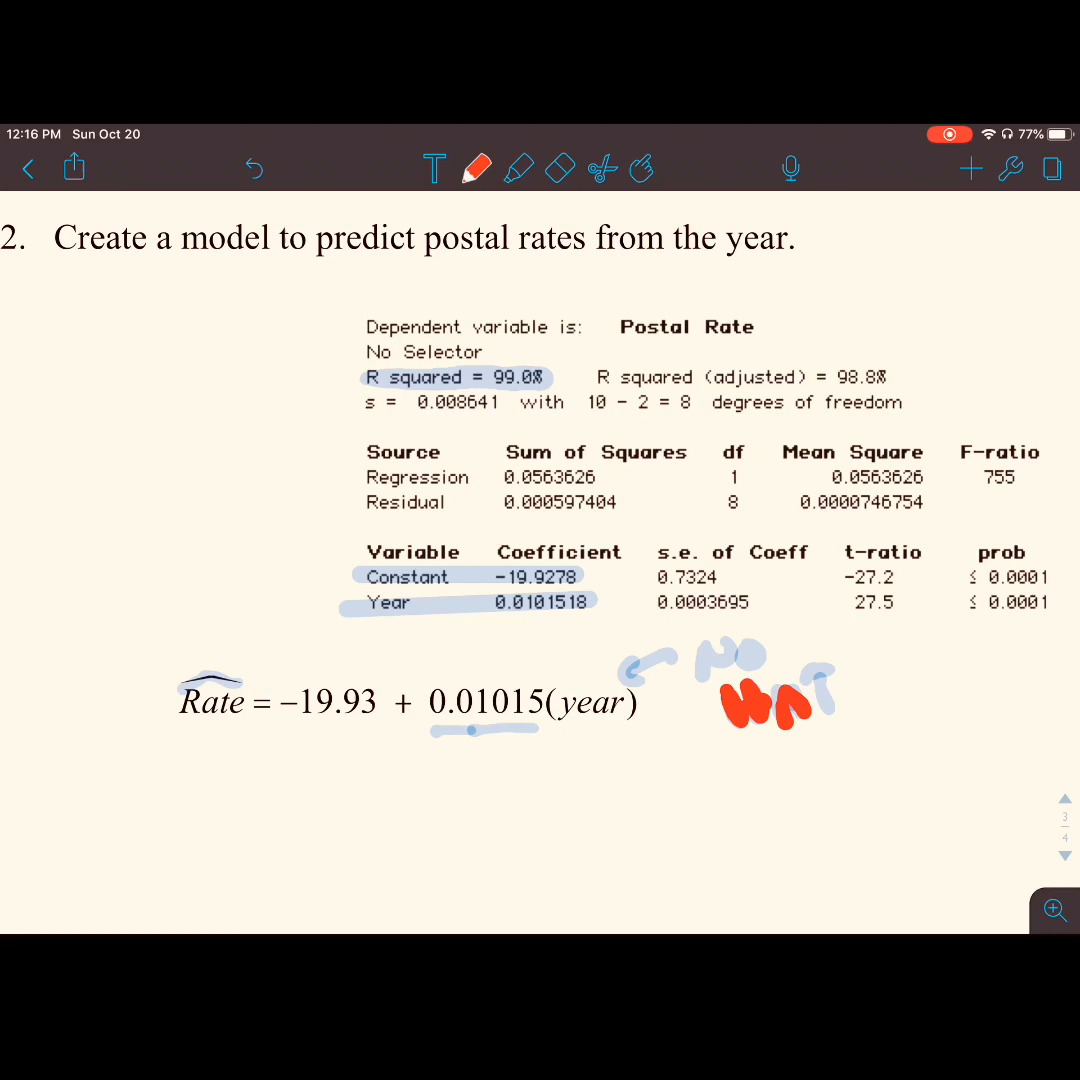 12:16 PM Sun Oct 20 77%
T
2. Create a model to predict postal rates from the year.
Dependent variable is: Postal Rate
No Selector
R squared = 99.0% R squared (adjusted) = 98.8%
s = 0.008641 with 10 - 2 = 8 degrees of freedom
Source Sum of Squares df Mean Square F-ratio
Regression 0.0563626 1 0.0563626 755
Residual 0.000597404 8 0.0000746754
Variable Coefficient s.e. of Coeff t-ratio prob
Constant -19.9278 0.7324 -27.2 ≤ 0.0001
Year 0.0101518 0.0003695 27.5 ≤ 0.0001
NO
Rate = −19.93 + 0.01015(year)
3
4